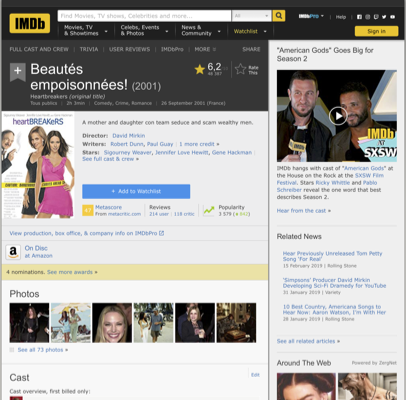 IMDb
Find Movies, TV shows, Celebrities and more...
All
IMDbPro
Help
Movies, TV & Showtimes
Celebs, Events & Photos
News & Community
Watchlist
Sign in
FULL CAST AND CREW | TRIVIA | USER REVIEWS | IMDbPro | MORE
SHARE
Beautés empoisonnées! (2001)
Heartbreakers (original title)
6,2
Rate This
Tous publics | 2h 3min | Comedy, Crime, Romance | 26 September 2001 (France)
heartBREAKeRS
A mother and daughter con team seduce and scam wealthy men.
Director: David Mirkin
Writers: Robert Dunn, Paul Guay | 1 more credit »
Stars: Sigourney Weaver, Jennifer Love Hewitt, Gene Hackman |
See full cast & crew »
+ Add to Watchlist
Metascore
From metacritic.com
Reviews
214 user | 118 critic
Popularity
3 579
View production, box office, & company info on IMDbPro
On Disc
at Amazon
4 nominations. See more awards »
Photos
See all 73 photos »
Cast
Edit
Cast overview, first billed only:
"American Gods" Goes Big for
Season 2
IMDb
at
SXSW
IMDb hangs with cast of "American Gods"
at the House on the Rock at the SXSW Film
Festival. Stars Ricky Whittle and Pablo
Schreiber reveal the one word that best
describes Season 2.
Hear from the cast »
Related News
Hear Previously Unreleased Tom Petty
Song 'For Real'
15 February 2019 | Rolling Stone
'Simpsons' Producer David Mirkin
Developing Sci-Fi Dramedy for YouTube
31 January 2019 | Variety
10 Best Country, Americana Songs to
Hear Now: Aaron Watson, I'm With Her
28 January 2019 | Rolling Stone
See all related articles »
Around The Web
Powered by ZergNet